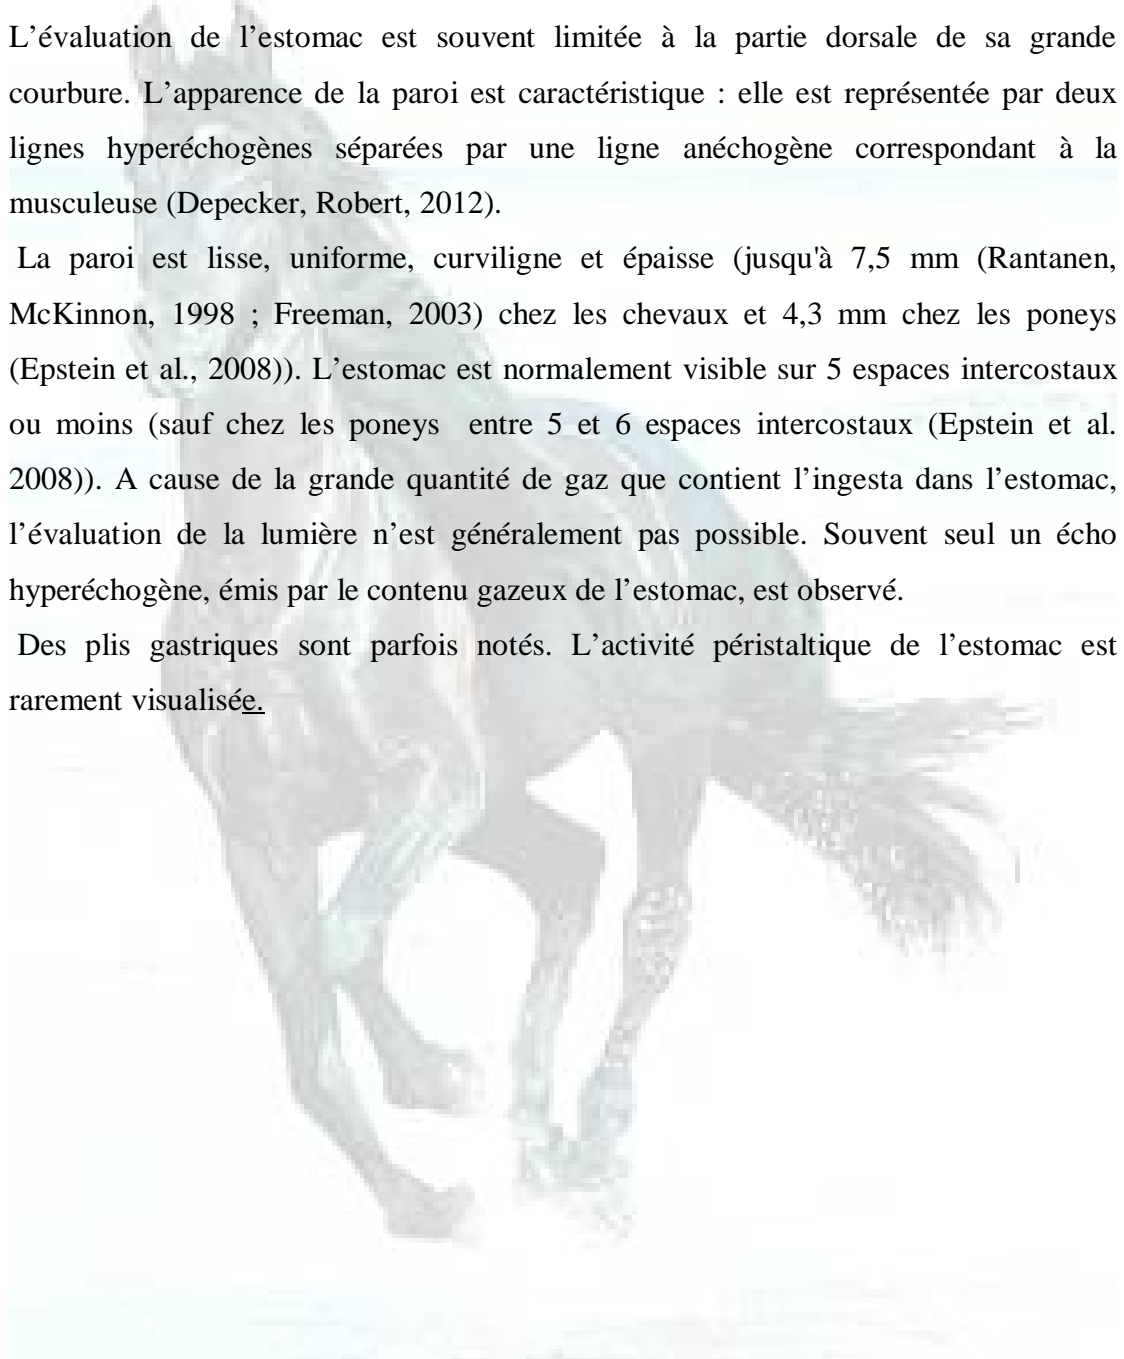 L’évaluation de l’estomac est souvent limitée à la partie dorsale de sa grande
courbure. L’apparence de la paroi est caractéristique : elle est représentée par deux
lignes hyperéchogènes séparées par une ligne anéchogène correspondant à la
musculeuse (Depecker, Robert, 2012).
La paroi est lisse, uniforme, curviligne et épaisse (jusqu'à 7,5 mm (Rantanen,
McKinnon, 1998 ; Freeman, 2003) chez les chevaux et 4,3 mm chez les poneys
(Epstein et al., 2008)). L’estomac est normalement visible sur 5 espaces intercostaux
ou moins (sauf chez les poneys entre 5 et 6 espaces intercostaux (Epstein et al.
2008)). A cause de la grande quantité de gaz que contient l’ingesta dans l’estomac,
l’évaluation de la lumière n’est généralement pas possible. Souvent seul un écho
hyperéchogène, émis par le contenu gazeux de l’estomac, est observé.
Des plis gastriques sont parfois notés. L’activité péristaltique de l’estomac est
rarement visualisée.